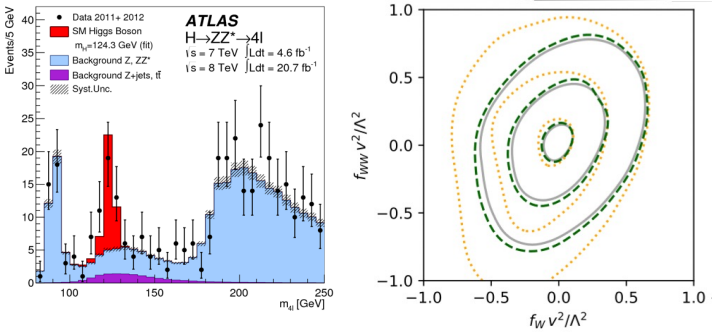 Events/5 GeV
40
35
30
25
20
15
10
5
0
Data 2011+ 2012
SM Higgs Boson
m_H=124.3 GeV (fit)
Background Z, ZZ*
Background Z+jets, tt̄
Syst.Unc.
ATLAS
H→ZZ*→4l
√s = 7 TeV ∫Ldt = 4.6 fb⁻¹
√s = 8 TeV ∫Ldt = 20.7 fb⁻¹
100 150 200 250
m_4l [GeV]
f_WW v²/Λ²
1.0
0.5
0.0
−0.5
−1.0
−1.0 −0.5 0.0 0.5 1.0
f_W v²/Λ²